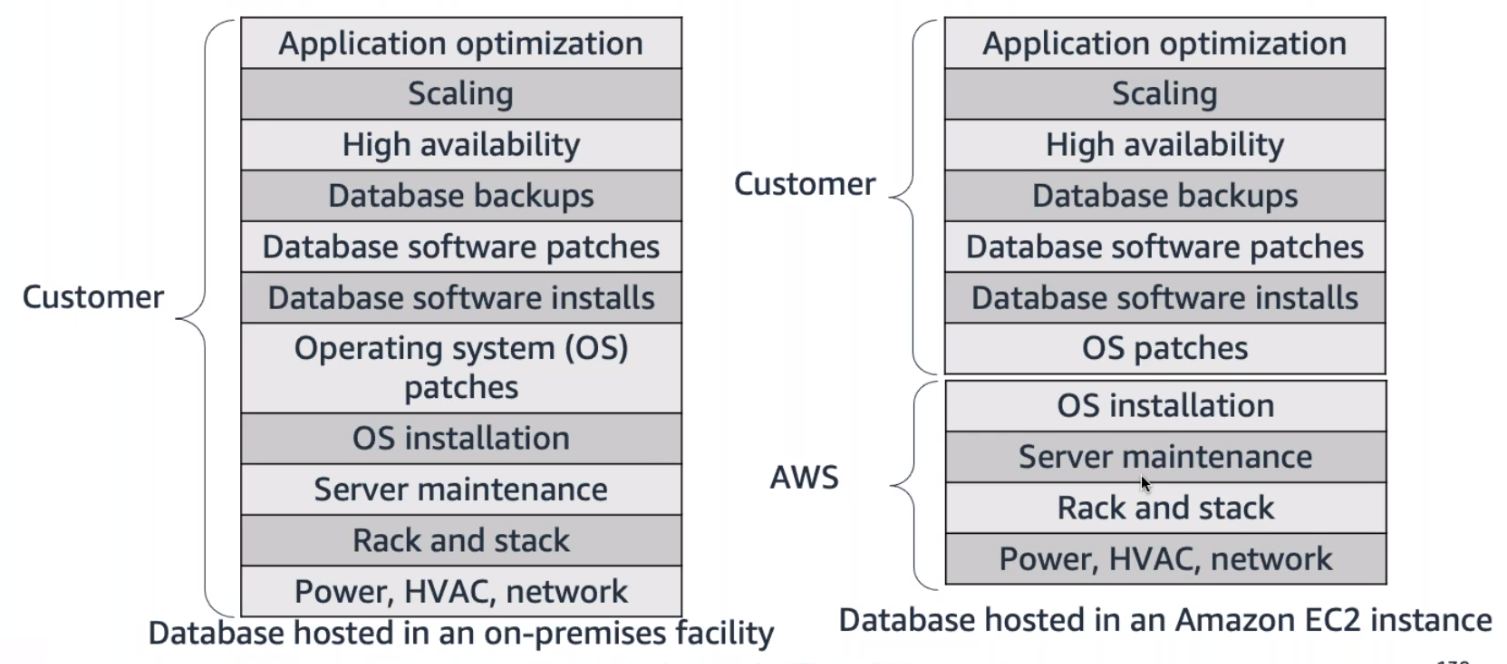 Customer
Application optimization
Scaling
High availability
Database backups
Database software patches
Database software installs
Operating system (OS)
patches
OS installation
Server maintenance
Rack and stack
Power, HVAC, network
Database hosted in an on-premises facility
Customer
Application optimization
Scaling
High availability
Database backups
Database software patches
Database software installs
OS patches
AWS
OS installation
Server maintenance
Rack and stack
Power, HVAC, network
Database hosted in an Amazon EC2 instance